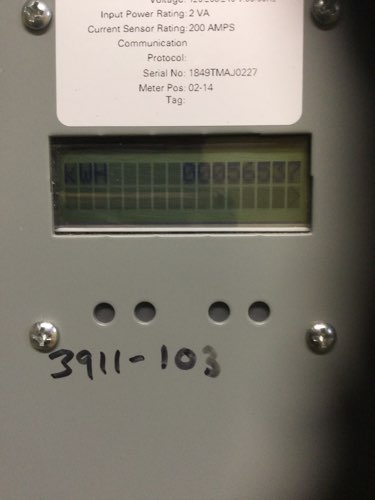 Input Power Rating: 2 VA
Current Sensor Rating: 200 AMPS
Communication
Protocol:
Serial No: 1849TMAJ0227
Meter Pos: 02-14
Tag:
KWH
3911-103